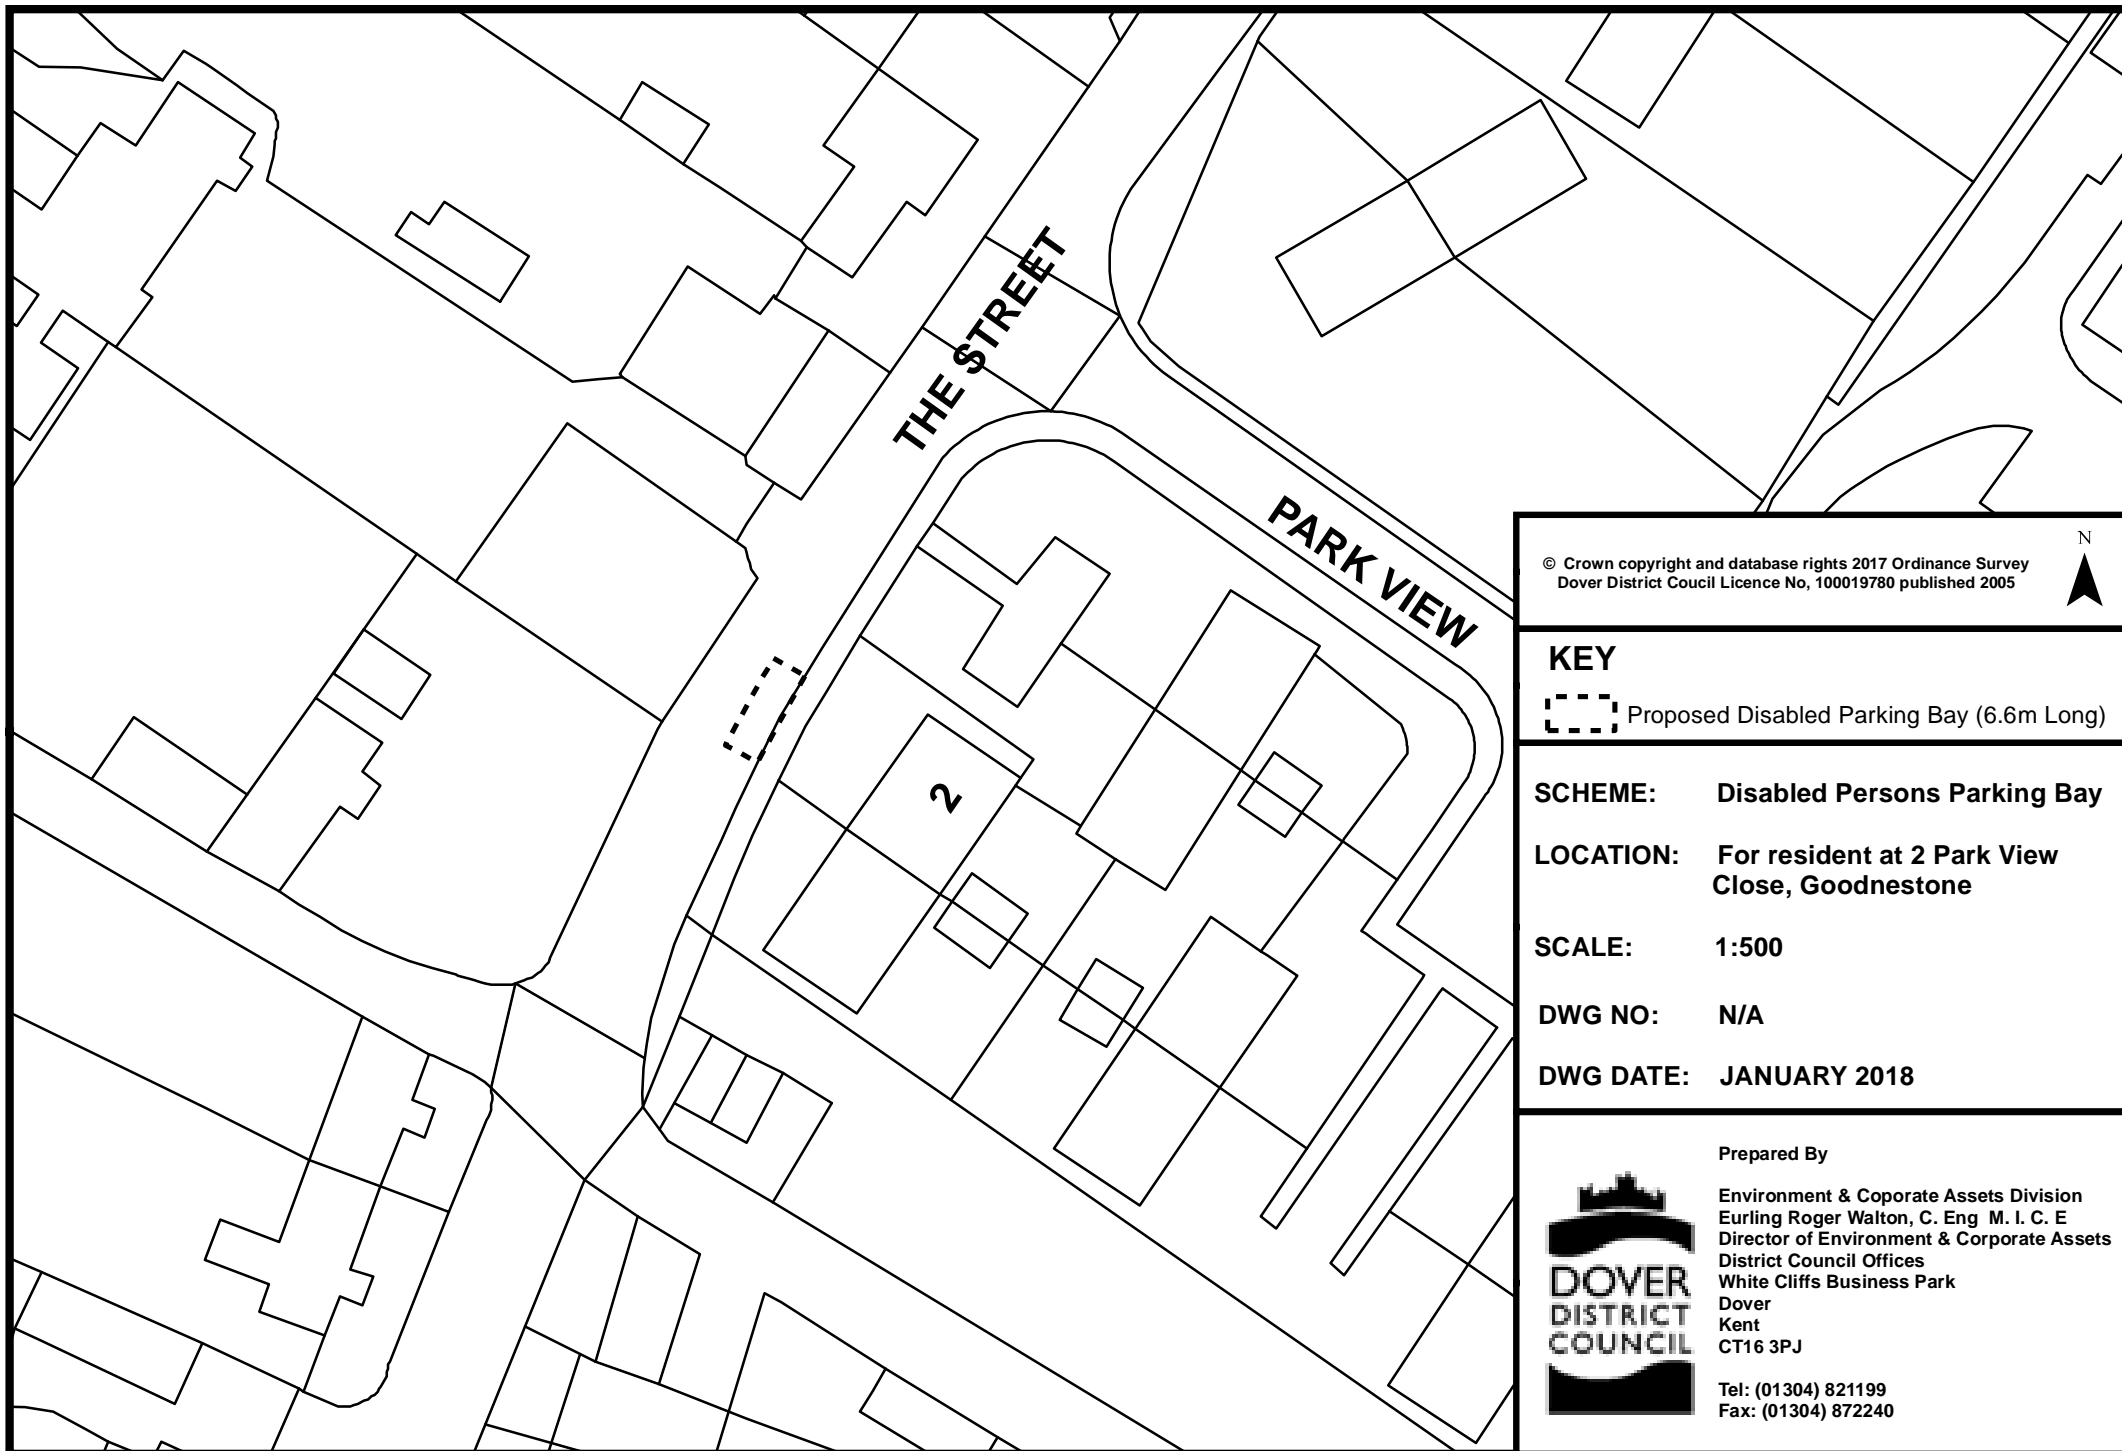 THE STREET
PARK VIEW
2
© Crown copyright and database rights 2017 Ordinance Survey
Dover District Coucil Licence No, 100019780 published 2005
N
KEY
Proposed Disabled Parking Bay (6.6m Long)
SCHEME: Disabled Persons Parking Bay
LOCATION: For resident at 2 Park View
Close, Goodnestone
SCALE: 1:500
DWG NO: N/A
DWG DATE: JANUARY 2018
Prepared By
Environment & Coporate Assets Division
Eurling Roger Walton, C. Eng M. I. C. E
Director of Environment & Corporate Assets
District Council Offices
White Cliffs Business Park
Dover
Kent
CT16 3PJ
Tel: (01304) 821199
Fax: (01304) 872240
DOVER
DISTRICT
COUNCIL